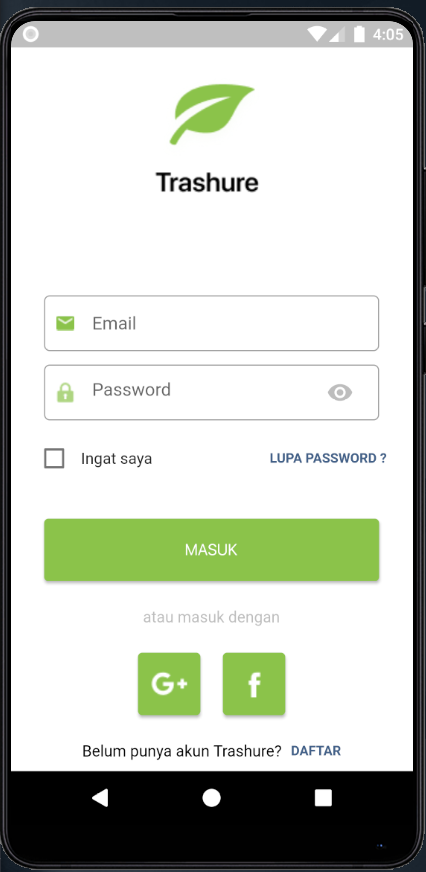 4:05
Trashure
Email
Password
Ingat saya LUPA PASSWORD ?
MASUK
atau masuk dengan
G+ f
Belum punya akun Trashure? DAFTAR